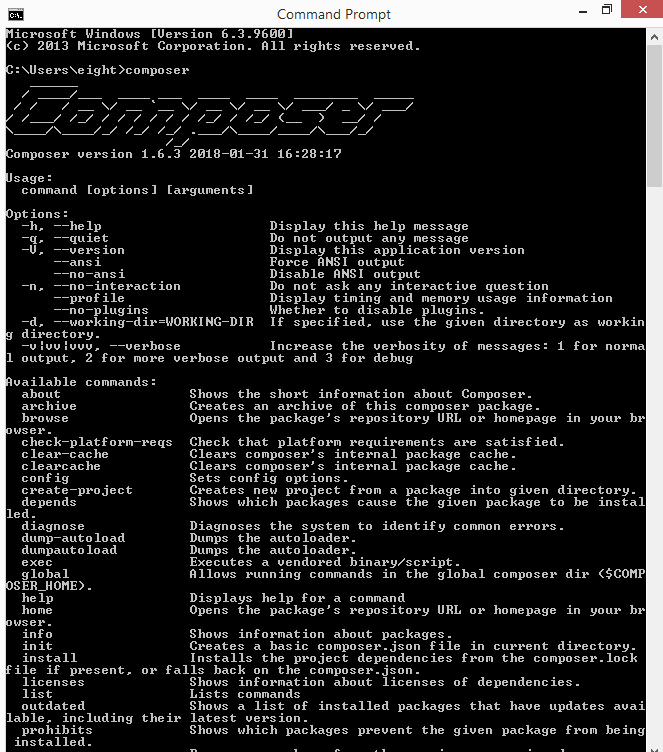 Command Prompt
Microsoft Windows [Version 6.3.9600]
(c) 2013 Microsoft Corporation. All rights reserved.
C:\Users\eight>composer
Composer
Composer version 1.6.3 2018-01-31 16:28:17
Usage:
command [options] [arguments]
Options:
-h, --help Display this help message
-q, --quiet Do not output any message
-V, --version Display this application version
--ansi Force ANSI output
--no-ansi Disable ANSI output
-n, --no-interaction Do not ask any interactive question
--profile Display timing and memory usage information
--no-plugins Whether to disable plugins.
-d, --working-dir=WORKING-DIR If specified, use the given directory as workin
g directory.
-v|vv|vvv, --verbose Increase the verbosity of messages: 1 for norma
l output, 2 for more verbose output and 3 for debug
Available commands:
about Shows the short information about Composer.
archive Creates an archive of this composer package.
browse Opens the package's repository URL or homepage in your br
owser.
check-platform-reqs Check that platform requirements are satisfied.
clear-cache Clears composer's internal package cache.
clearcache Clears composer's internal package cache.
config Sets config options.
create-project Creates new project from a package into given directory.
depends Shows which packages cause the given package to be instal
led.
diagnose Diagnoses the system to identify common errors.
dump-autoload Dumps the autoloader.
dumpautoload Dumps the autoloader.
exec Executes a vendored binary/script.
global Allows running commands in the global composer dir ($COMP
OSER_HOME).
help Displays help for a command
home Opens the package's repository URL or homepage in your br
owser.
info Shows information about packages.
init Creates a basic composer.json file in current directory.
install Installs the project dependencies from the composer.lock
file if present, or falls back on the composer.json.
licenses Shows information about licenses of dependencies.
list Lists commands
outdated Shows a list of installed packages that have updates avai
lable, including their latest version.
prohibits Shows which packages prevent the given package from being
installed.